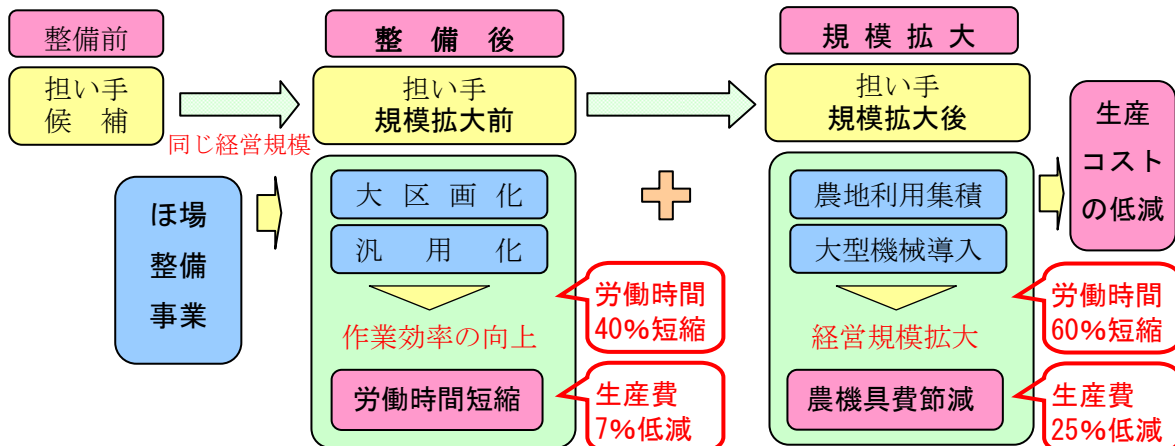 整備前
担い手
候　補
同じ経営規模
ほ場
整備
事業
整 備 後
担い手
規模拡大前
大 区 画 化
汎　用　化
作業効率の向上
労働時間短縮
労働時間
40%短縮
生産費
7%低減
規 模 拡 大
担い手
規模拡大後
農地利用集積
大型機械導入
経営規模拡大
農機具費節減
労働時間
60%短縮
生産費
25%低減
生産
コスト
の低減